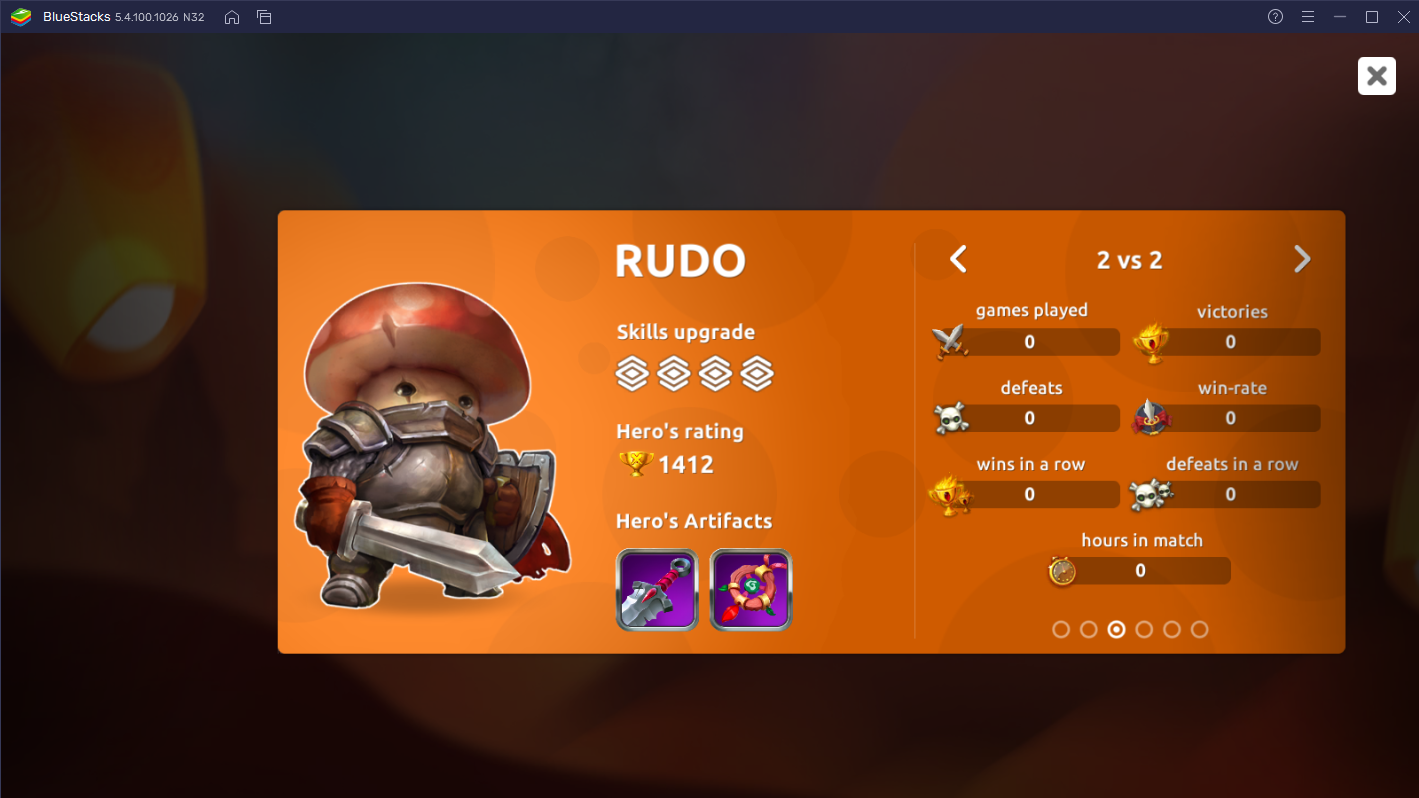 BlueStacks 5.4.100.1026 N32
RUDO
Skills upgrade
Hero's rating
1412
Hero's Artifacts
2 vs 2
games played
0
victories
0
defeats
0
win-rate
0
wins in a row
0
defeats in a row
0
hours in match
0